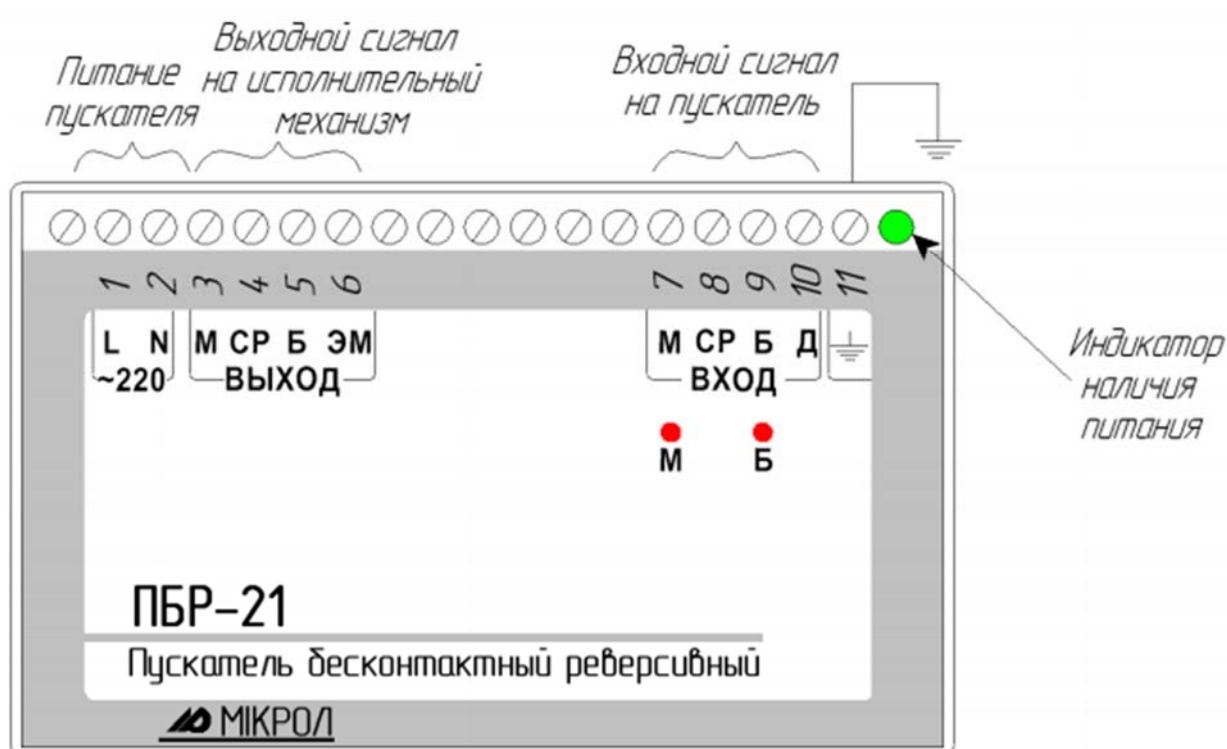 Выходной сигнал
на исполнительный
механизм
Питание
пускателя
Входной сигнал
на пускатель
1 2 3 4 5 6 7 8 9 10 11
L N М СР Б ЭМ М СР Б Д
~220 ВЫХОД ВХОД
М Б
Индикатор
наличия
питания
ПБР-21
Пускатель бесконтактный реверсивный
МІКРОЛ